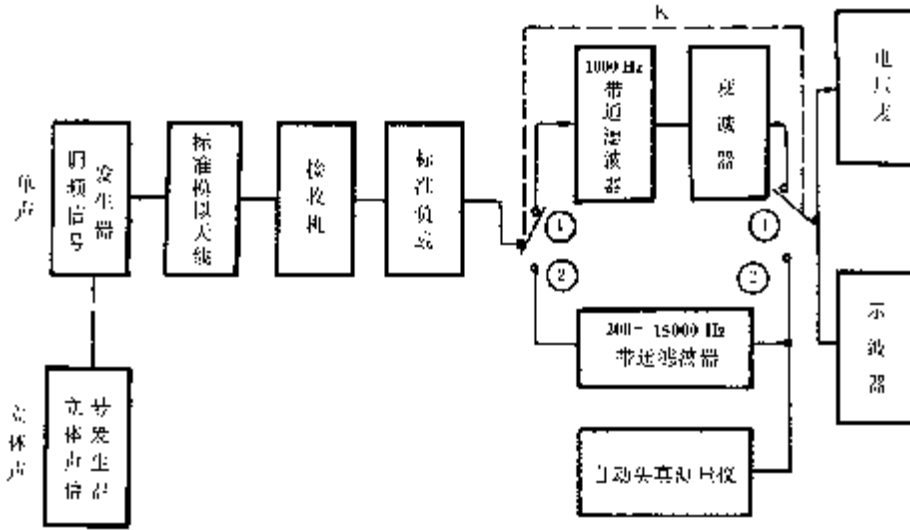 K
1000 Hz
带通滤波器
衰减器
电压表
单声
调频信号
发生器
标准模拟天线
接收机
标准负载
①
②
①
②
200-15000 Hz
带通滤波器
示波器
立体声
立体声信
号发生器
自动失真测量仪